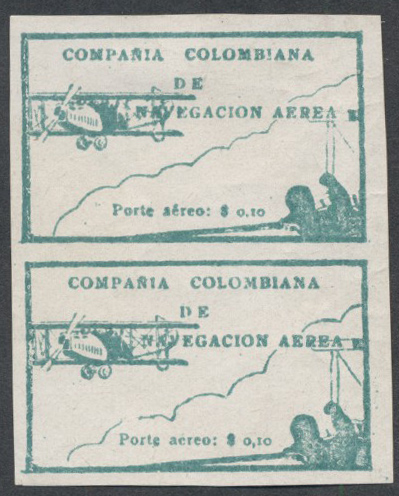 COMPAÑIA COLOMBIANA
DE
NAVEGACION AEREA
Porte aéreo: $ 0,10
COMPAÑIA COLOMBIANA
DE
NAVEGACION AEREA
Porte aéreo: $ 0,10